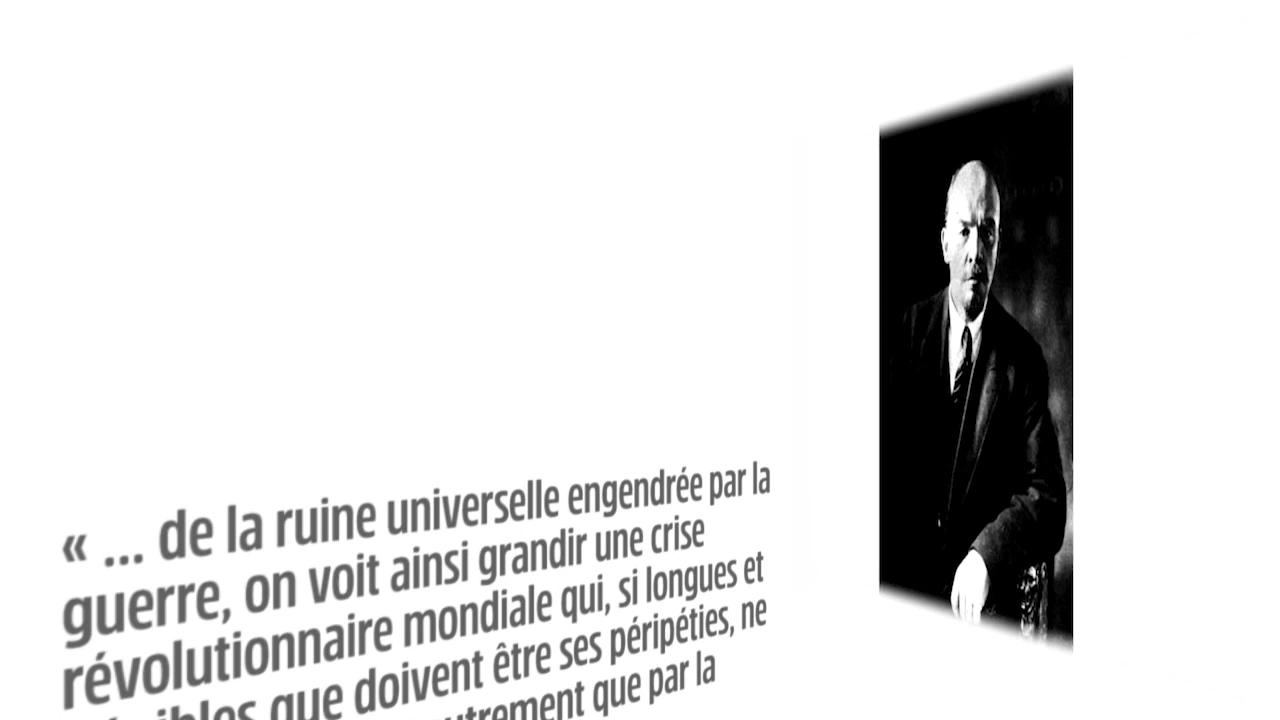 « ... de la ruine universelle engendrée par la
guerre, on voit ainsi grandir une crise
révolutionnaire mondiale qui, si longues et
que doivent être ses péripéties, ne
que par la